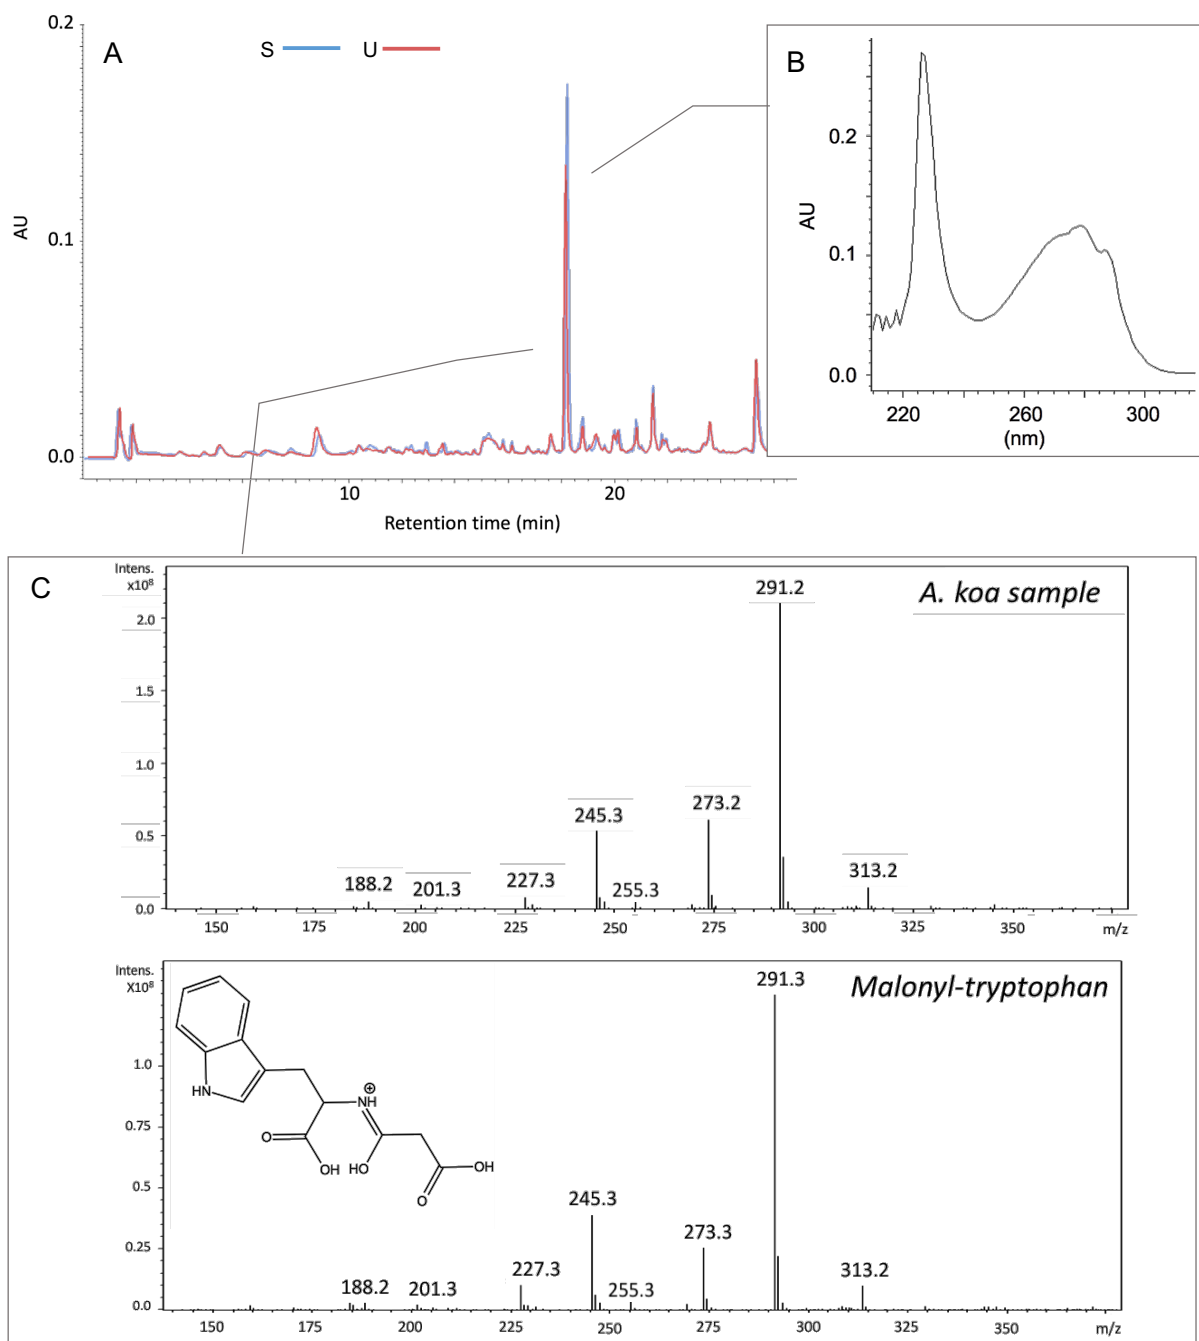 0.2
A
S U
AU
0.1
0.0
10 20
Retention time (min)
B
0.2
AU
0.1
0.0
220 260 300
(nm)
C
Intens.
x10⁸
A. koa sample
291.2
2.0
1.5
1.0
273.2
245.3
0.5
313.2
227.3
188.2
201.3
255.3
0.0
150 175 200 225 250 275 300 325 350 m/z
Intens.
X10⁸
Malonyl-tryptophan
291.3
1.0
HN
⊕
NH
0.75
O
OH HO
OH
O
0.5
245.3
273.3
0.25
227.3
313.2
188.2
201.3
255.3
0.0
150 175 200 225 250 275 300 325 350 m/z